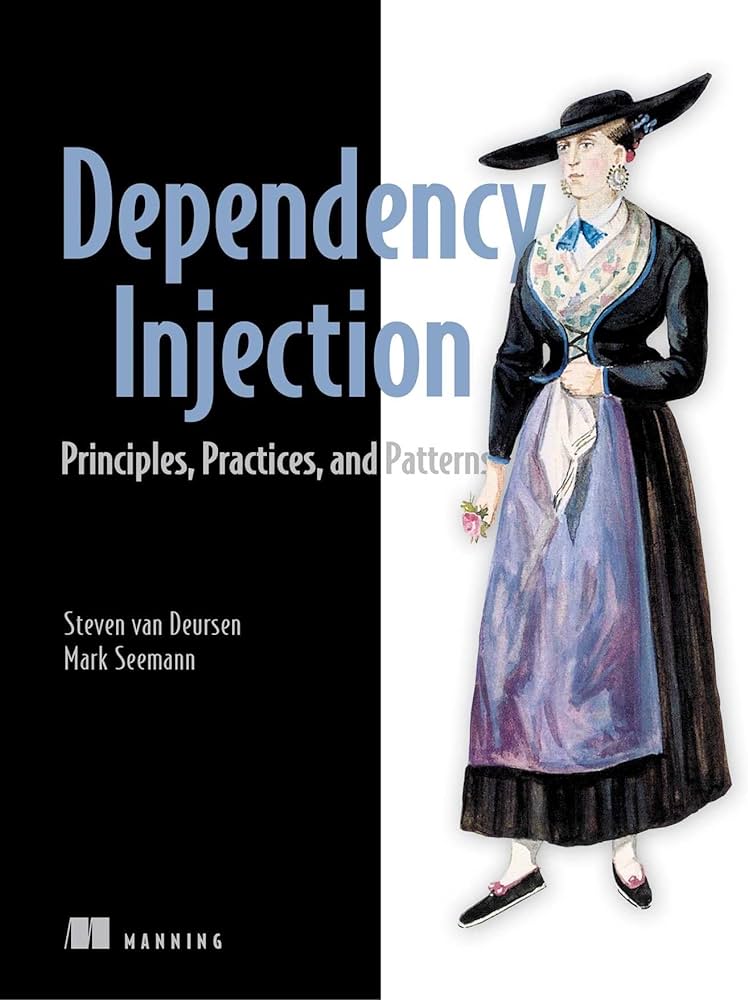 Dependency
Injection
Principles, Practices, and Patterns
Steven van Deursen
Mark Seemann
MANNING